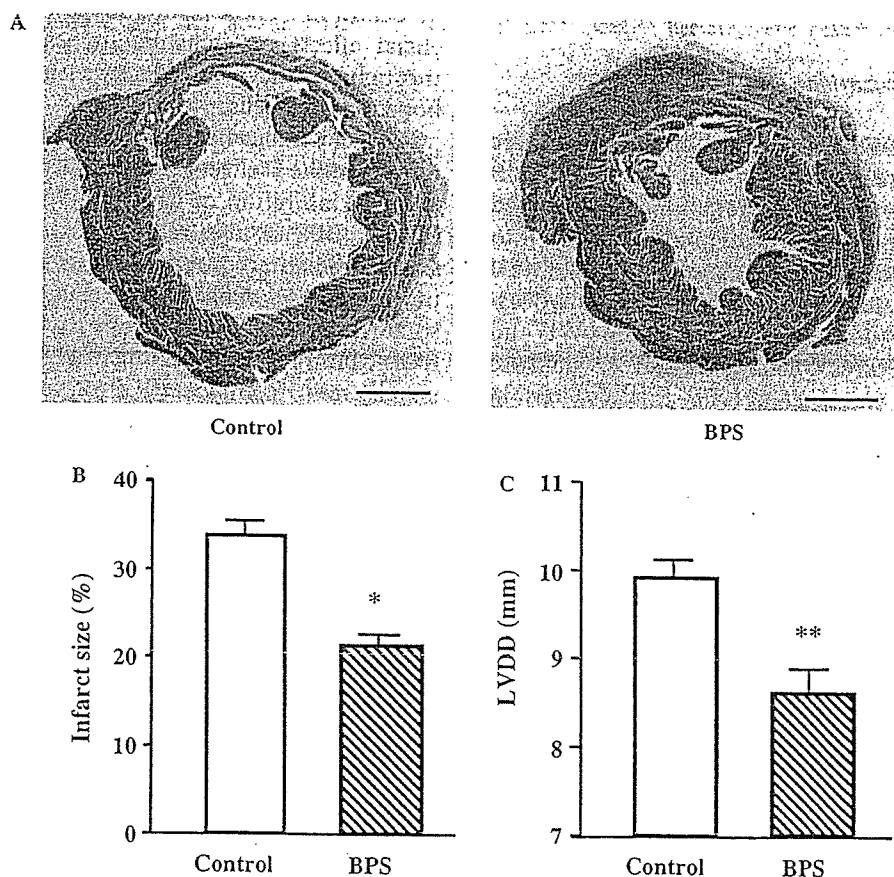 A
Control
BPS
B
Infarct size (%)
40
30
20
10
0
*
Control
BPS
C
LVDD (mm)
11
10
9
8
7
**
Control
BPS